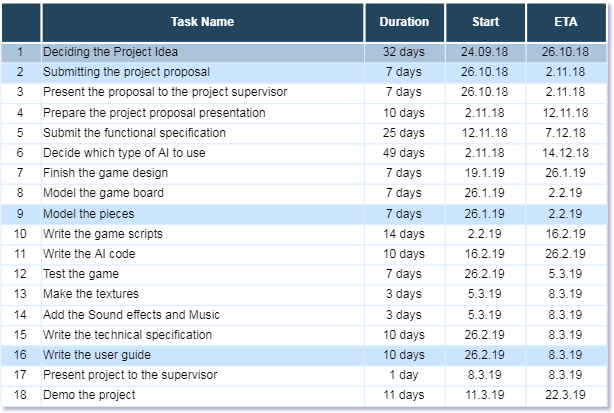 Task Name Duration Start ETA
1 Deciding the Project Idea 32 days 24.09.18 26.10.18
2 Submitting the project proposal 7 days 26.10.18 2.11.18
3 Present the proposal to the project supervisor 7 days 26.10.18 2.11.18
4 Prepare the project proposal presentation 10 days 2.11.18 12.11.18
5 Submit the functional specification 25 days 12.11.18 7.12.18
6 Decide which type of AI to use 49 days 2.11.18 14.12.18
7 Finish the game design 7 days 19.1.19 26.1.19
8 Model the game board 7 days 26.1.19 2.2.19
9 Model the pieces 7 days 26.1.19 2.2.19
10 Write the game scripts 14 days 2.2.19 16.2.19
11 Write the AI code 10 days 16.2.19 26.2.19
12 Test the game 7 days 26.2.19 5.3.19
13 Make the textures 3 days 5.3.19 8.3.19
14 Add the Sound effects and Music 3 days 5.3.19 8.3.19
15 Write the technical specification 10 days 26.2.19 8.3.19
16 Write the user guide 10 days 26.2.19 8.3.19
17 Present project to the supervisor 1 day 8.3.19 8.3.19
18 Demo the project 11 days 11.3.19 22.3.19